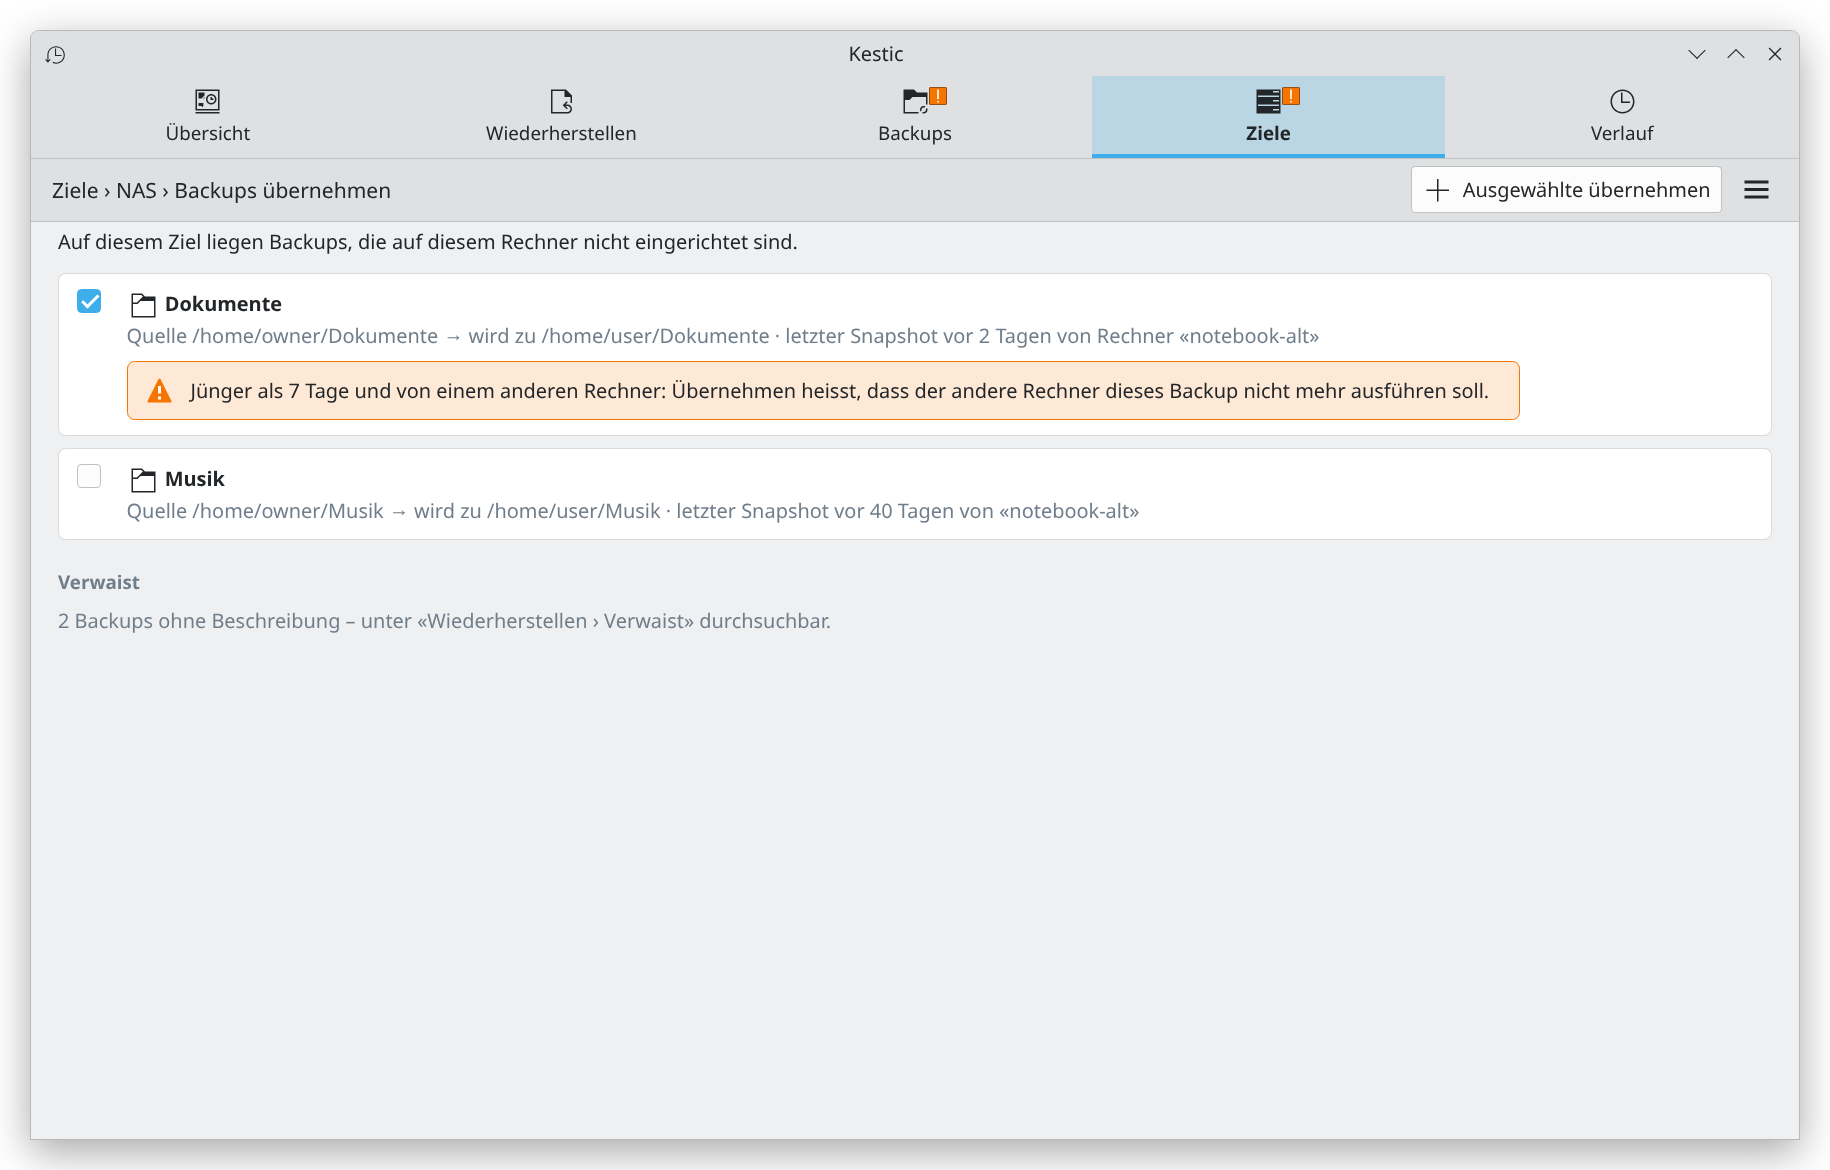 Kestic
Übersicht
Wiederherstellen
Backups
Ziele
Verlauf
Ziele › NAS › Backups übernehmen
Ausgewählte übernehmen
Auf diesem Ziel liegen Backups, die auf diesem Rechner nicht eingerichtet sind.
Dokumente
Quelle /home/owner/Dokumente → wird zu /home/user/Dokumente · letzter Snapshot vor 2 Tagen von Rechner «notebook-alt»
Jünger als 7 Tage und von einem anderen Rechner: Übernehmen heisst, dass der andere Rechner dieses Backup nicht mehr ausführen soll.
Musik
Quelle /home/owner/Musik → wird zu /home/user/Musik · letzter Snapshot vor 40 Tagen von «notebook-alt»
Verwaist
2 Backups ohne Beschreibung – unter «Wiederherstellen › Verwaist» durchsuchbar.